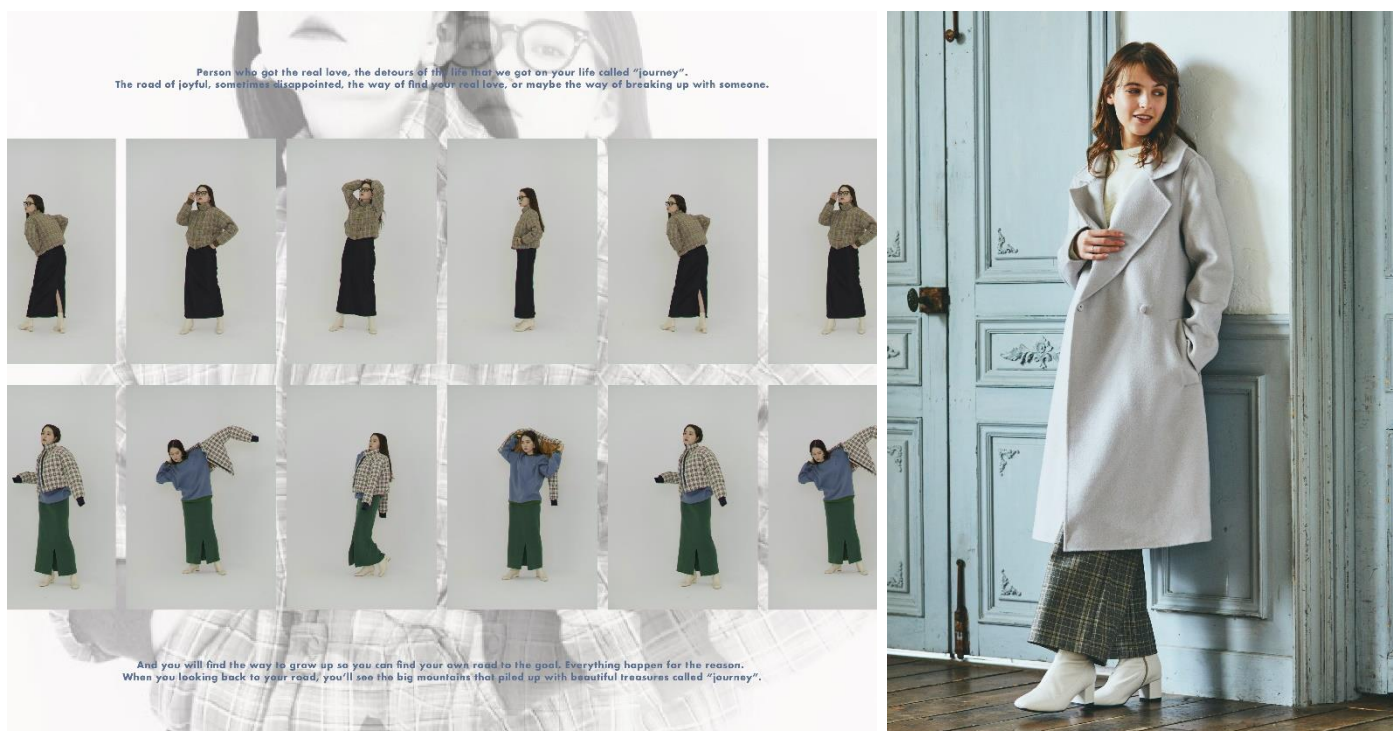 Person who got the real love, the detours of the life that we got on your life called “journey”.
The road of joyful, sometimes disappointed, the way of find your real love, or maybe the way of breaking up with someone.
And you will find the way to grow up so you can find your own road to the goal. Everything happen for the reason.
When you looking back to your road, you’ll see the big mountains that piled up with beautiful treasures called “journey”.